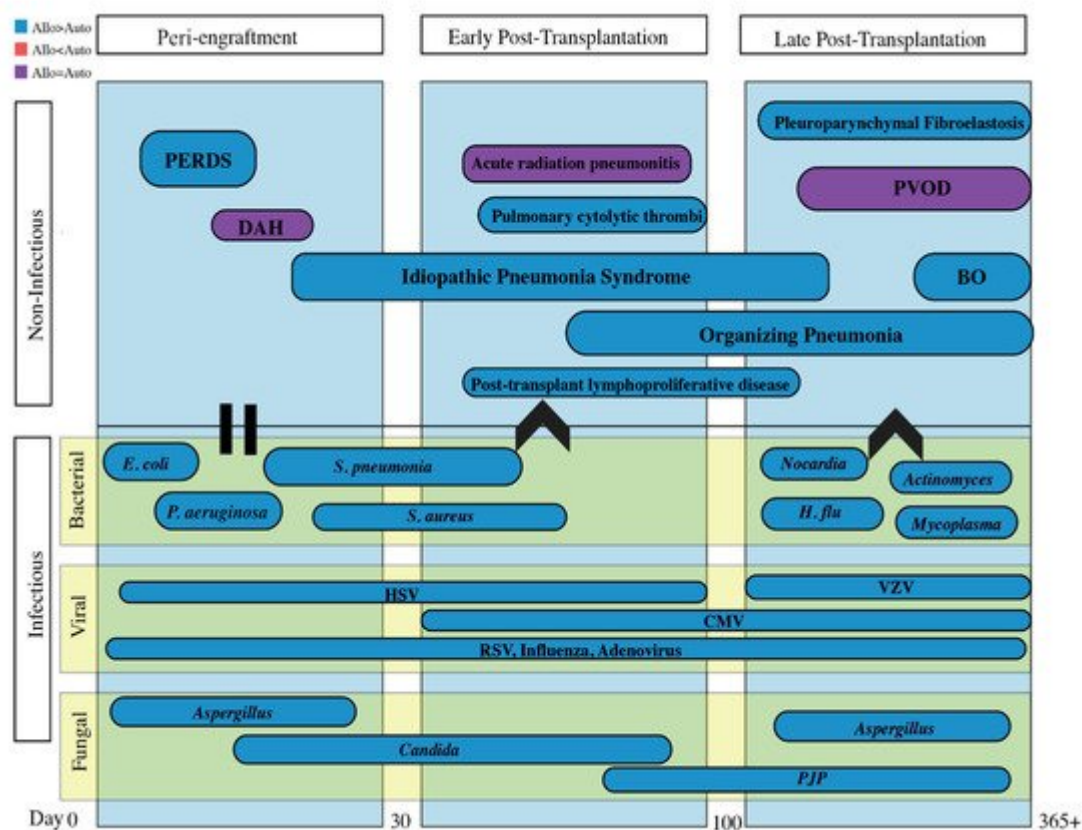 Allo>Auto
Allo<Auto
Allo=Auto
Peri-engraftment
Early Post-Transplantation
Late Post-Transplantation
Non-Infectious
Pleuroparynchymal Fibroelastosis
PERDS
Acute radiation pneumonitis
PVOD
DAH
Pulmonary cytolytic thrombi
Idiopathic Pneumonia Syndrome
BO
Organizing Pneumonia
Post-transplant lymphoproliferative disease
Infectious
Bacterial
E. coli
S. pneumonia
Nocardia
Actinomyces
P. aeruginosa
S. aureus
H. flu
Mycoplasma
Viral
HSV
VZV
CMV
RSV, Influenza, Adenovirus
Fungal
Aspergillus
Aspergillus
Candida
PJP
Day 0
30
100
365+